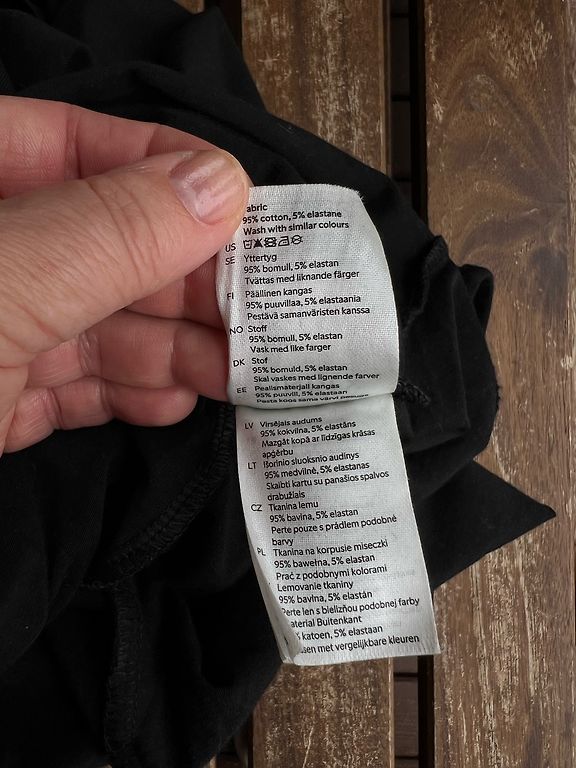 abric
95% cotton, 5% elastane
Wash with similar colours
US
SE Yttertyg
95% bomull, 5% elastan
Tvättas med liknande färger
FI Päällinen kangas
95% puuvillaa, 5% elastaania
Pestävä samanväristen kanssa
NO Stoff
95% bomull, 5% elastan
Vask med like farger
DK Stof
95% bomuld, 5% elastan
Skal vaskes med lignende farver
EE Pealismaterjali kangas
95% puuvill, 5% elastaan
Pesta koos sama värvi pesuga
LV Virsējais audums
95% kokvilna, 5% elastāns
Mazgāt kopā ar līdzīgas krāsas
apģērbu
LT Išorinio sluoksnio audinys
95% medvilnė, 5% elastanas
Skalbti kartu su panašios spalvos
drabužiais
CZ Tkanina lemu
95% bavlna, 5% elastan
Perte pouze s prádlem podobné
barvy
PL Tkanina na korpusie miseczki
95% bawełna, 5% elastan
Prać z podobnymi kolorami
Lemovanie tkaniny
95% bavlna, 5% elastán
Perte len s bielizňou podobnej farby
aterial Buitenkant
katoen, 5% elastaan
sen met vergelijkbare kleuren